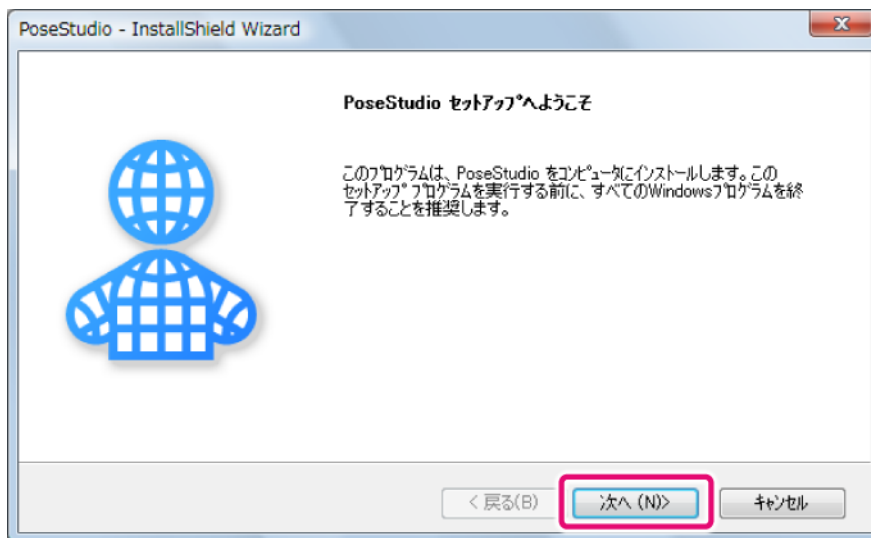 PoseStudio - InstallShield Wizard
PoseStudio ｾｯﾄｱｯﾌﾟへようこそ
このﾌﾟﾛｸﾞﾗﾑは、PoseStudio をｺﾝﾋﾟｭｰﾀにインストールします。この
ｾｯﾄｱｯﾌﾟ ﾌﾟﾛｸﾞﾗﾑを実行する前に、すべてのWindowsﾌﾟﾛｸﾞﾗﾑを終
了することを推奨します。
< 戻る(B)
次へ (N)>
ｷｬﾝｾﾙ